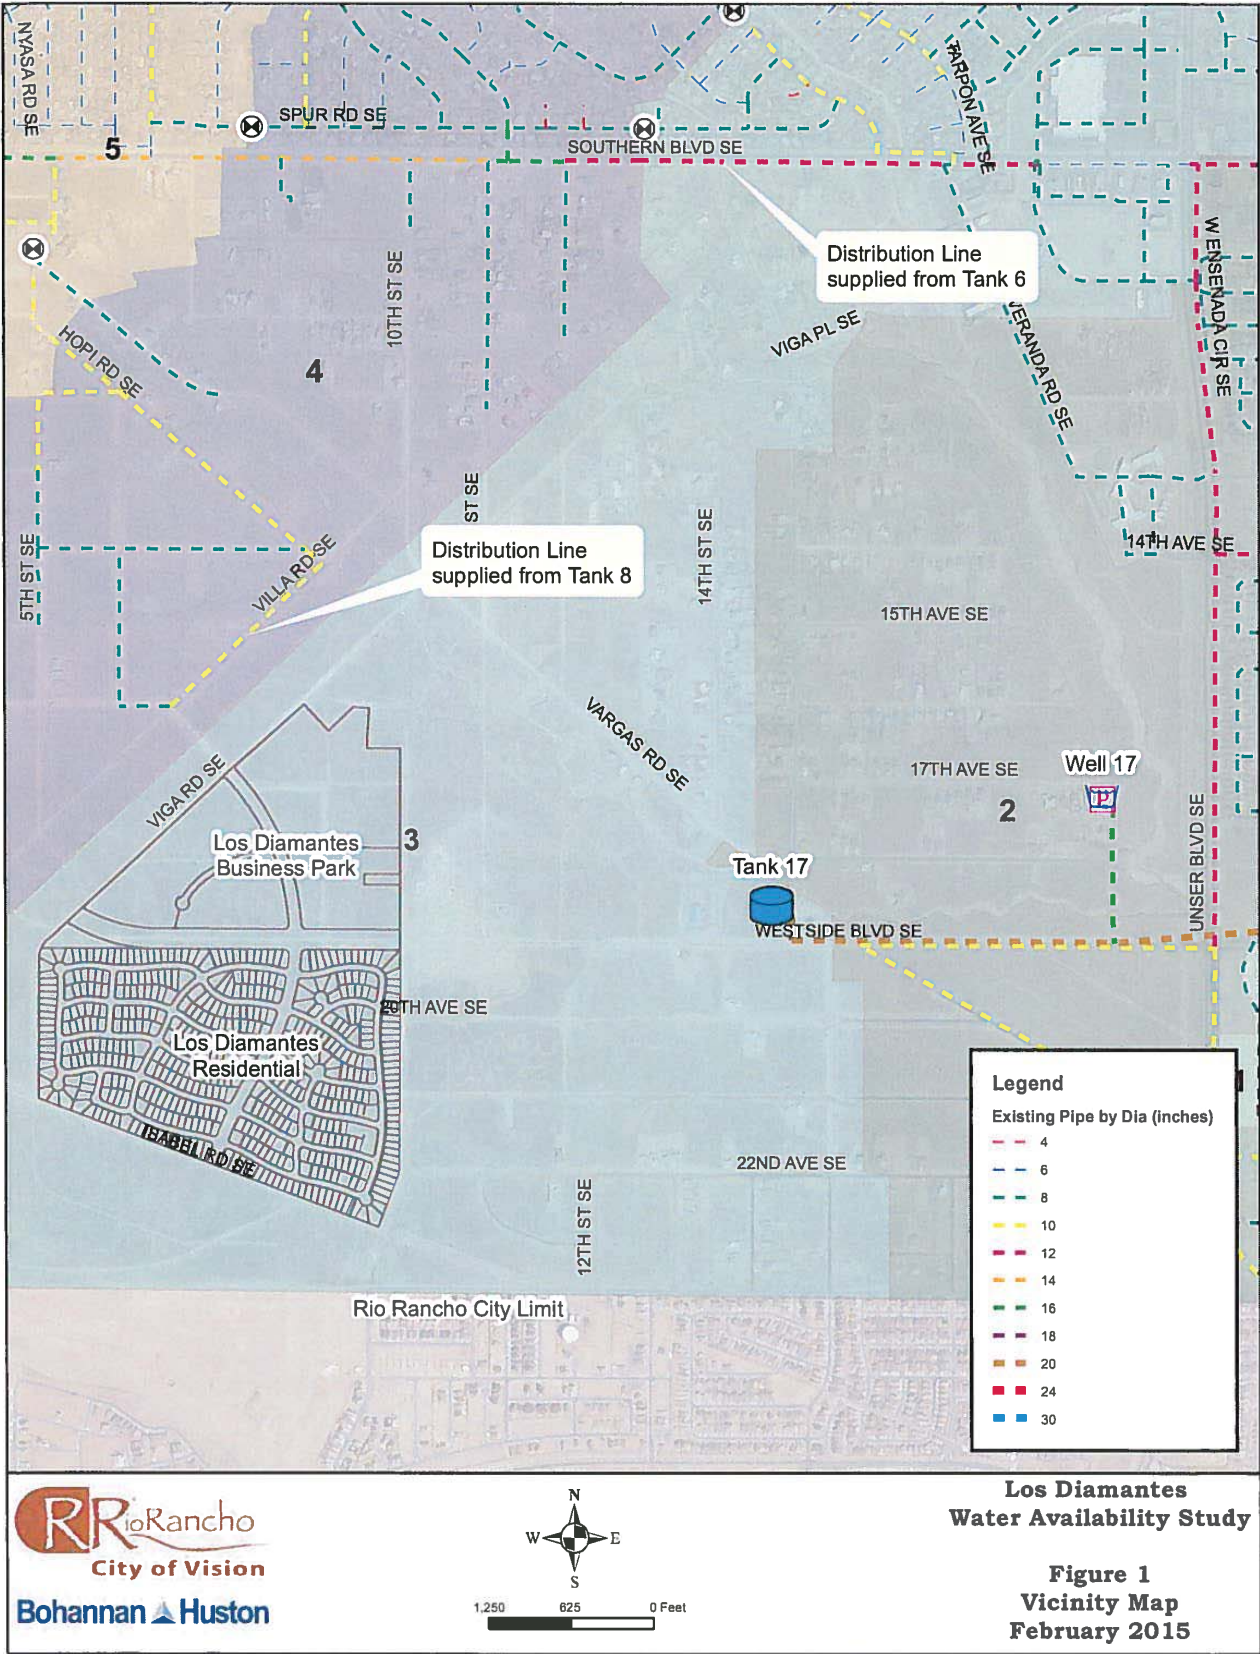 NYASA RD SE
TARPON AVE SE
SPUR RD SE
5
SOUTHERN BLVD SE
W ENSENADA CIR SE
Distribution Line
supplied from Tank 6
10TH ST SE
VIGA PL SE
VERANDA RD SE
HOPI RD SE
4
ST SE
14TH ST SE
Distribution Line
supplied from Tank 8
5TH ST SE
VILLA RD SE
14TH AVE SE
15TH AVE SE
VARGAS RD SE
VIGA RD SE
17TH AVE SE
Well 17
P
2
UNSER BLVD SE
Los Diamantes
Business Park
3
Tank 17
WESTSIDE BLVD SE
20TH AVE SE
Los Diamantes
Residential
ISABEL RD SE
22ND AVE SE
12TH ST SE
Rio Rancho City Limit
Legend
Existing Pipe by Dia (inches)
4
6
8
10
12
14
16
18
20
24
30
RRioRancho
City of Vision
Bohannan Huston
N
W E
S
1,250 625 0 Feet
Los Diamantes
Water Availability Study
Figure 1
Vicinity Map
February 2015